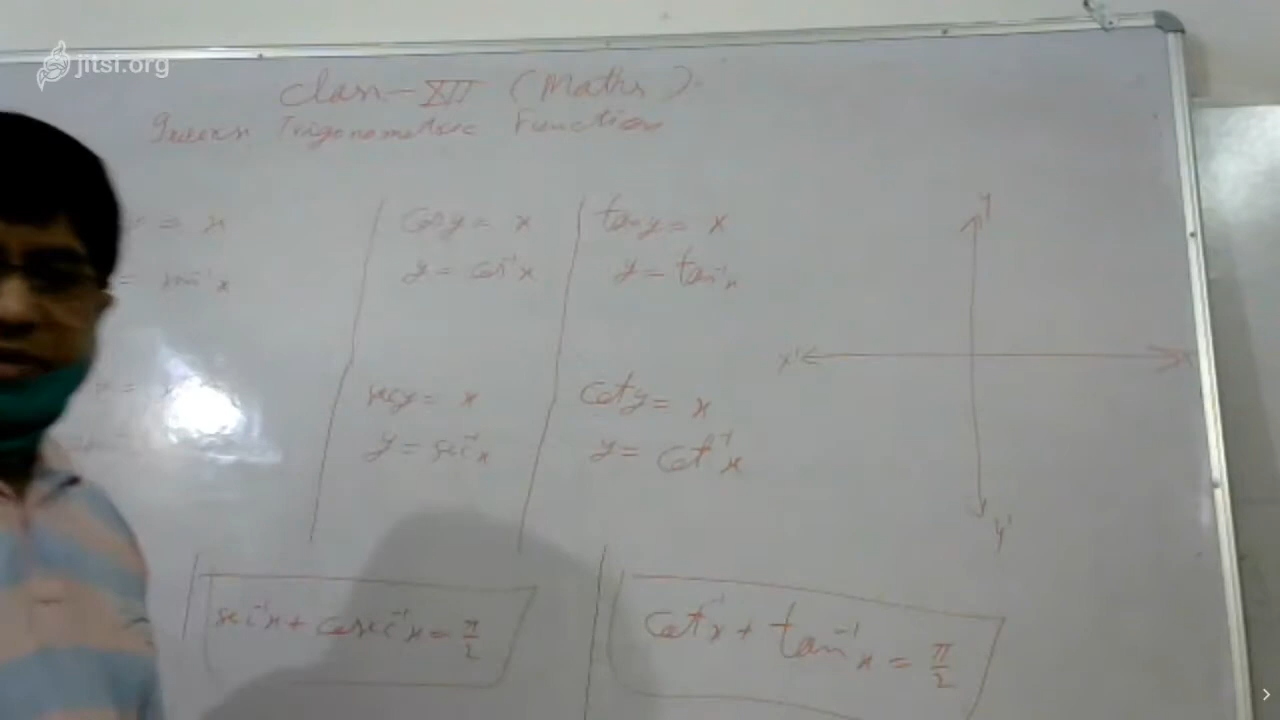 jitsi.org
Class-XII (Maths).
Inverse Trigonometric Function
y = x
= sin⁻¹x
Cosy = x
y = cos⁻¹x
tany = x
y = tan⁻¹x
= x
secy = x
y = sec⁻¹x
Coty = x
y = Cot⁻¹x
Y
X'
X
Y'
sec⁻¹x + Cosec⁻¹x = π/2
Cot⁻¹x + tan⁻¹x = π/2